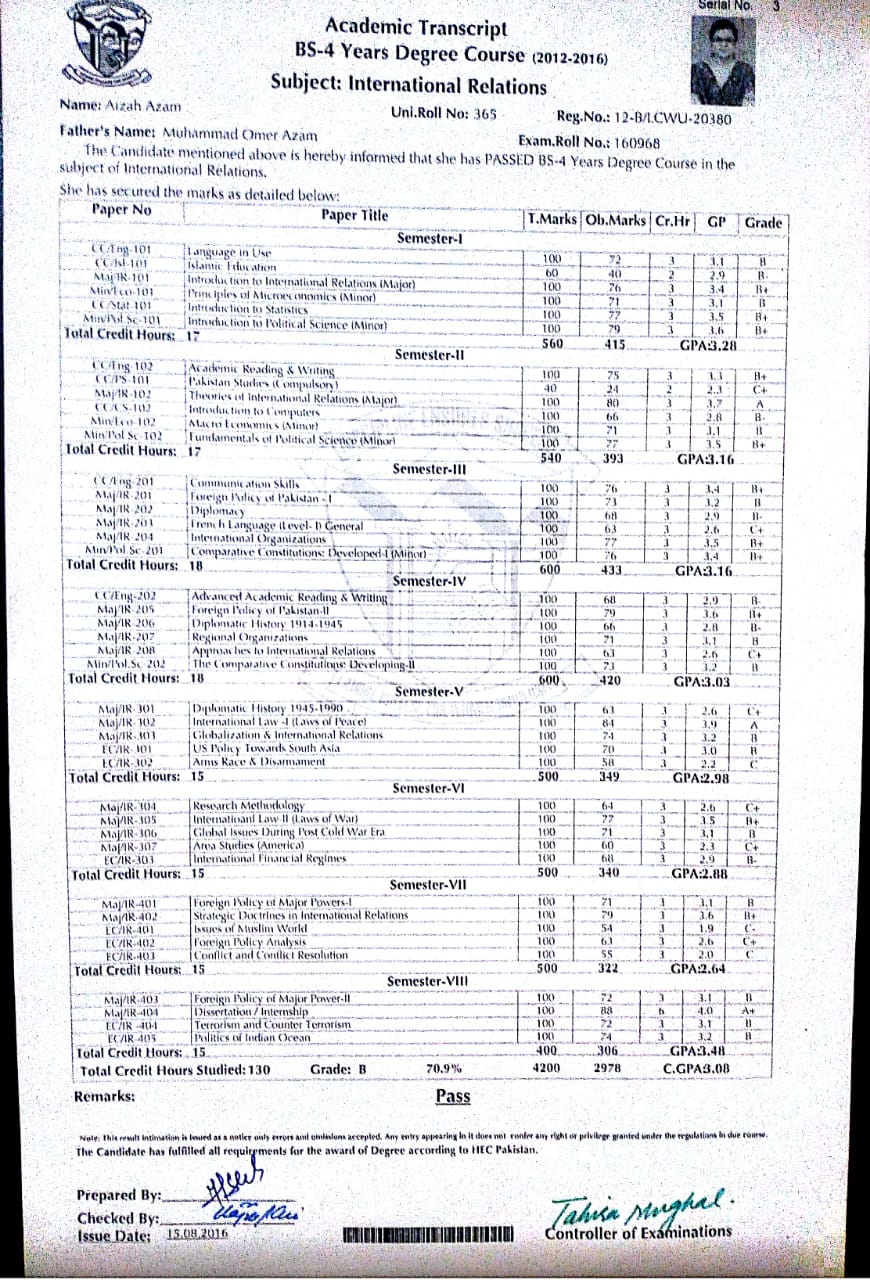 Serial No. 3
Academic Transcript
BS-4 Years Degree Course (2012-2016)
Subject: International Relations
Name: Aizah Azam
Uni.Roll No: 365
Reg.No.: 12-B/LCWU-20380
Father's Name: Muhammad Omer Azam
Exam.Roll No.: 160968
The Candidate mentioned above is hereby informed that she has PASSED BS-4 Years Degree Course in the
subject of International Relations.
She has secured the marks as detailed below:
Paper No Paper Title T.Marks Ob.Marks Cr.Hr GP Grade
Semester-I
CC/Eng-101 Language in Use 100 72 3 3.1 B
CC/Isl-101 Islamic Education 60 40 2 2.9 B-
Maj/IR-101 Introduction to International Relations (Major) 100 76 3 3.4 B+
Min/Eco-101 Principles of Microeconomics (Minor) 100 71 3 3.1 B
CC/Stat-101 Introduction to Statistics 100 77 3 3.5 B+
Min/Pol Sc-101 Introduction to Political Science (Minor) 100 79 3 3.6 B+
Total Credit Hours: 17 560 415 GPA:3.28
Semester-II
CC/Eng-102 Academic Reading & Writing 100 75 3 3.3 B+
CC/PS-101 Pakistan Studies (Compulsory) 40 24 2 2.3 C+
Maj/IR-102 Theories of International Relations (Major) 100 80 3 3.7 A
CC/CS-102 Introduction to Computers 100 66 3 2.8 B-
Min/Eco-102 Macro Economics (Minor) 100 71 3 3.1 B
Min/Pol Sc-102 Fundamentals of Political Science (Minor) 100 77 3 3.5 B+
Total Credit Hours: 17 540 393 GPA:3.16
Semester-III
CC/Eng-201 Communication Skills 100 76 3 3.4 B+
Maj/IR-201 Foreign Policy of Pakistan -I 100 73 3 3.2 B
Maj/IR-202 Diplomacy 100 68 3 2.9 B-
Maj/IR-203 French Language (Level-I) General 100 63 3 2.6 C+
Maj/IR-204 International Organizations 100 77 3 3.5 B+
Min/Pol Sc-201 Comparative Constitutions: Developed-I (Minor) 100 76 3 3.4 B+
Total Credit Hours: 18 600 433 GPA:3.16
Semester-IV
CC/Eng-202 Advanced Academic Reading & Writing 100 68 3 2.9 B-
Maj/IR-205 Foreign Policy of Pakistan-II 100 79 3 3.6 B+
Maj/IR-206 Diplomatic History 1914-1945 100 66 3 2.8 B-
Maj/IR-207 Regional Organizations 100 71 3 3.1 B
Maj/IR-208 Approaches to International Relations 100 63 3 2.6 C+
Min/Pol.Sc-202 The Comparative Constitutions: Developing-II 100 73 3 3.2 B
Total Credit Hours: 18 600 420 GPA:3.03
Semester-V
Maj/IR-301 Diplomatic History 1945-1990 100 63 3 2.6 C+
Maj/IR-302 International Law -I (Laws of Peace) 100 84 3 3.9 A
Maj/IR-303 Globalization & International Relations 100 74 3 3.2 B
EC/IR-301 US Policy Towards South Asia 100 70 3 3.0 B
EC/IR-302 Arms Race & Disarmament 100 58 3 2.2 C
Total Credit Hours: 15 500 349 GPA:2.98
Semester-VI
Maj/IR-304 Research Methodology 100 64 3 2.6 C+
Maj/IR-305 Internatioanl Law-II (Laws of War) 100 77 3 3.5 B+
Maj/IR-306 Global Issues During Post Cold War Era 100 71 3 3.1 B
Maj/IR-307 Area Studies (America) 100 60 3 2.3 C+
EC/IR-303 International Financial Regimes 100 68 3 2.9 B-
Total Credit Hours: 15 500 340 GPA:2.88
Semester-VII
Maj/IR-401 Foreign Policy of Major Powers-I 100 71 3 3.1 B
Maj/IR-402 Strategic Doctrines in International Relations 100 79 3 3.6 B+
EC/IR-401 Issues of Muslim World 100 54 3 1.9 C-
EC/IR-402 Foreign Policy Analysis 100 63 3 2.6 C+
EC/IR-403 Conflict and Conflict Resolution 100 55 3 2.0 C
Total Credit Hours: 15 500 322 GPA:2.64
Semester-VIII
Maj/IR-403 Foreign Policy of Major Power-II 100 72 3 3.1 B
Maj/IR-404 Dissertation / Internship 100 88 6 4.0 A+
EC/IR -404 Terrorism and Counter Terrorism 100 72 3 3.1 B
EC/IR-405 Politics of Indian Ocean 100 74 3 3.2 B
Total Credit Hours: 15 400 306 GPA:3.48
Total Credit Hours Studied:130 Grade: B 70.9% 4200 2978 C.GPA:3.08
Remarks: Pass
Note: This result intimation is issued as a notice only errors and omissions accepted. Any entry appearing in it does not confer any right or privilege granted under the regulations in due course.
The Candidate has fulfilled all requirements for the award of Degree according to HEC Pakistan.
Prepared By:
Checked By:
Issue Date: 15.08.2016
Tahira Mughal.
Controller of Examinations